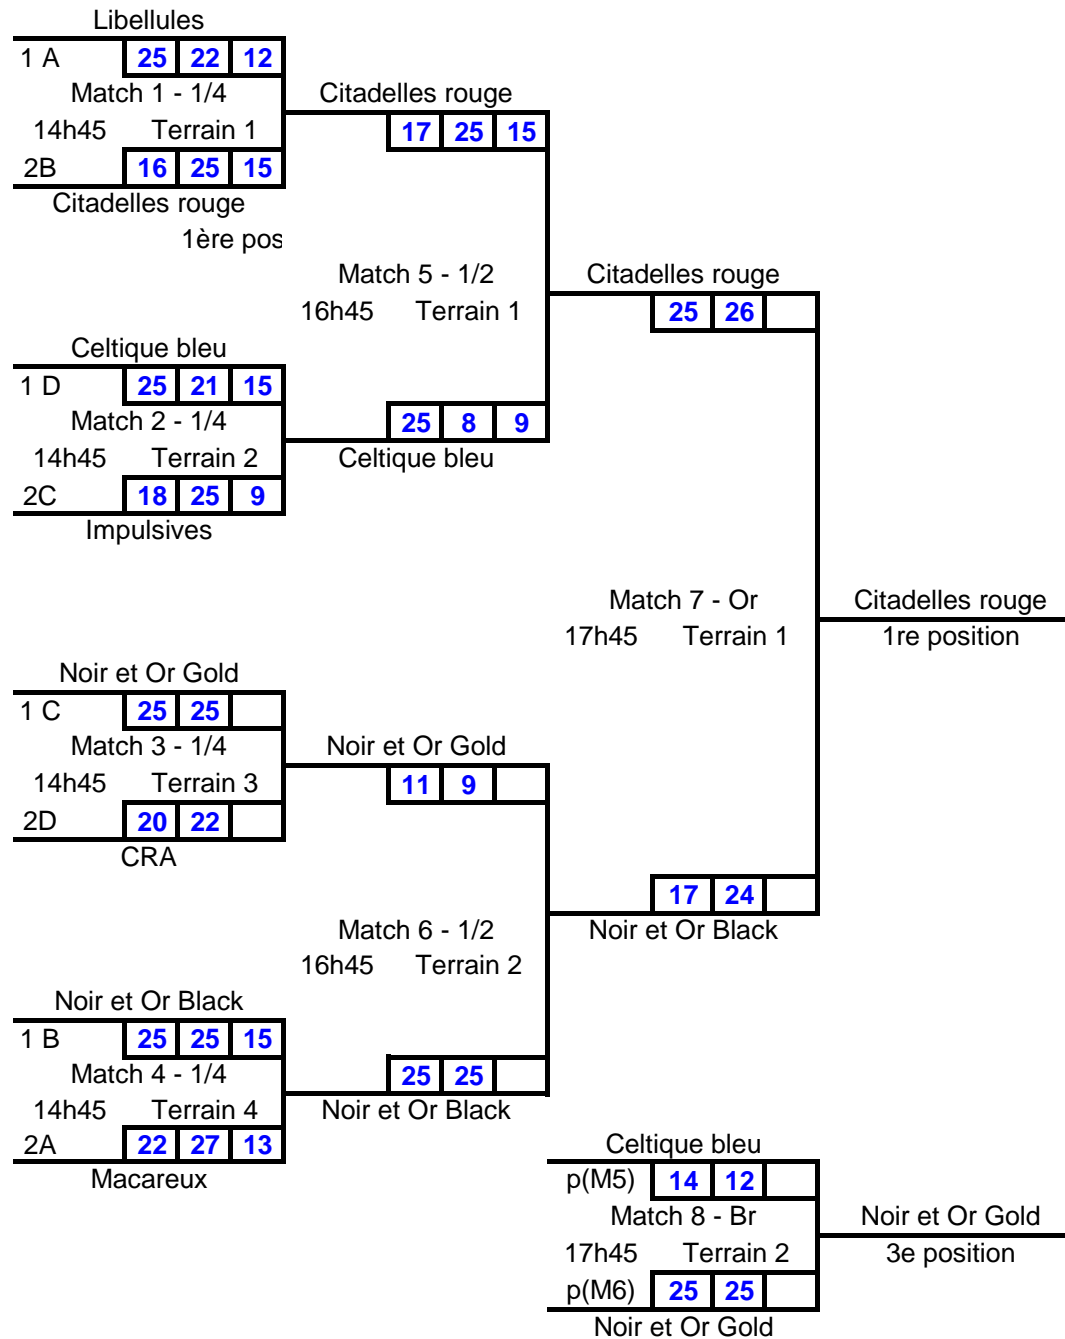 Libellules
1 A 25 22 12
Match 1 - 1/4
14h45 Terrain 1
2B 16 25 15
Citadelles rouge
1ère pos
Citadelles rouge
17 25 15
Match 5 - 1/2
16h45 Terrain 1
25 8 9
Celtique bleu
Celtique bleu
1 D 25 21 15
Match 2 - 1/4
14h45 Terrain 2
2C 18 25 9
Impulsives
Citadelles rouge
25 26
Match 7 - Or
17h45 Terrain 1
17 24
Noir et Or Black
Citadelles rouge
1re position
Noir et Or Gold
1 C 25 25
Match 3 - 1/4
14h45 Terrain 3
2D 20 22
CRA
Noir et Or Gold
11 9
Match 6 - 1/2
16h45 Terrain 2
25 25
Noir et Or Black
Noir et Or Black
1 B 25 25 15
Match 4 - 1/4
14h45 Terrain 4
2A 22 27 13
Macareux
Celtique bleu
p(M5) 14 12
Match 8 - Br
17h45 Terrain 2
p(M6) 25 25
Noir et Or Gold
Noir et Or Gold
3e position